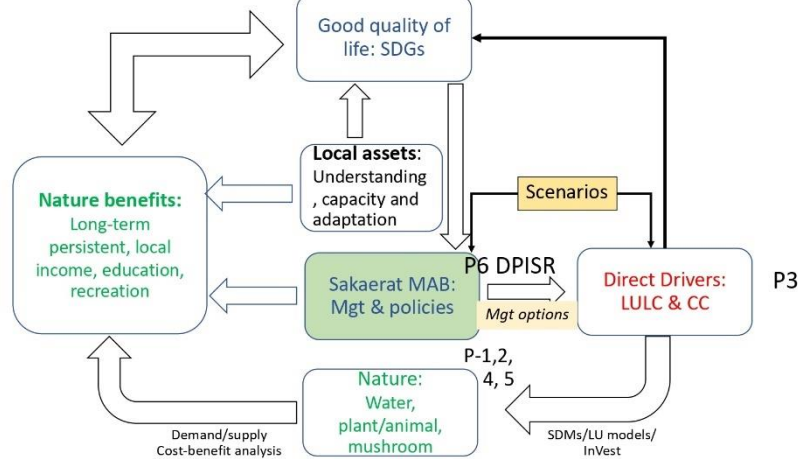 Good quality of
life: SDGs
Local assets:
Understanding
, capacity and
adaptation
Scenarios
Nature benefits:
Long-term
persistent, local
income, education,
recreation
P6 DPISR
Sakaerat MAB:
Mgt & policies
Mgt options
Direct Drivers:
LULC & CC
P3
P-1,2,
4, 5
Nature:
Water,
plant/animal,
mushroom
Demand/supply
Cost-benefit analysis
SDMs/LU models/
InVest